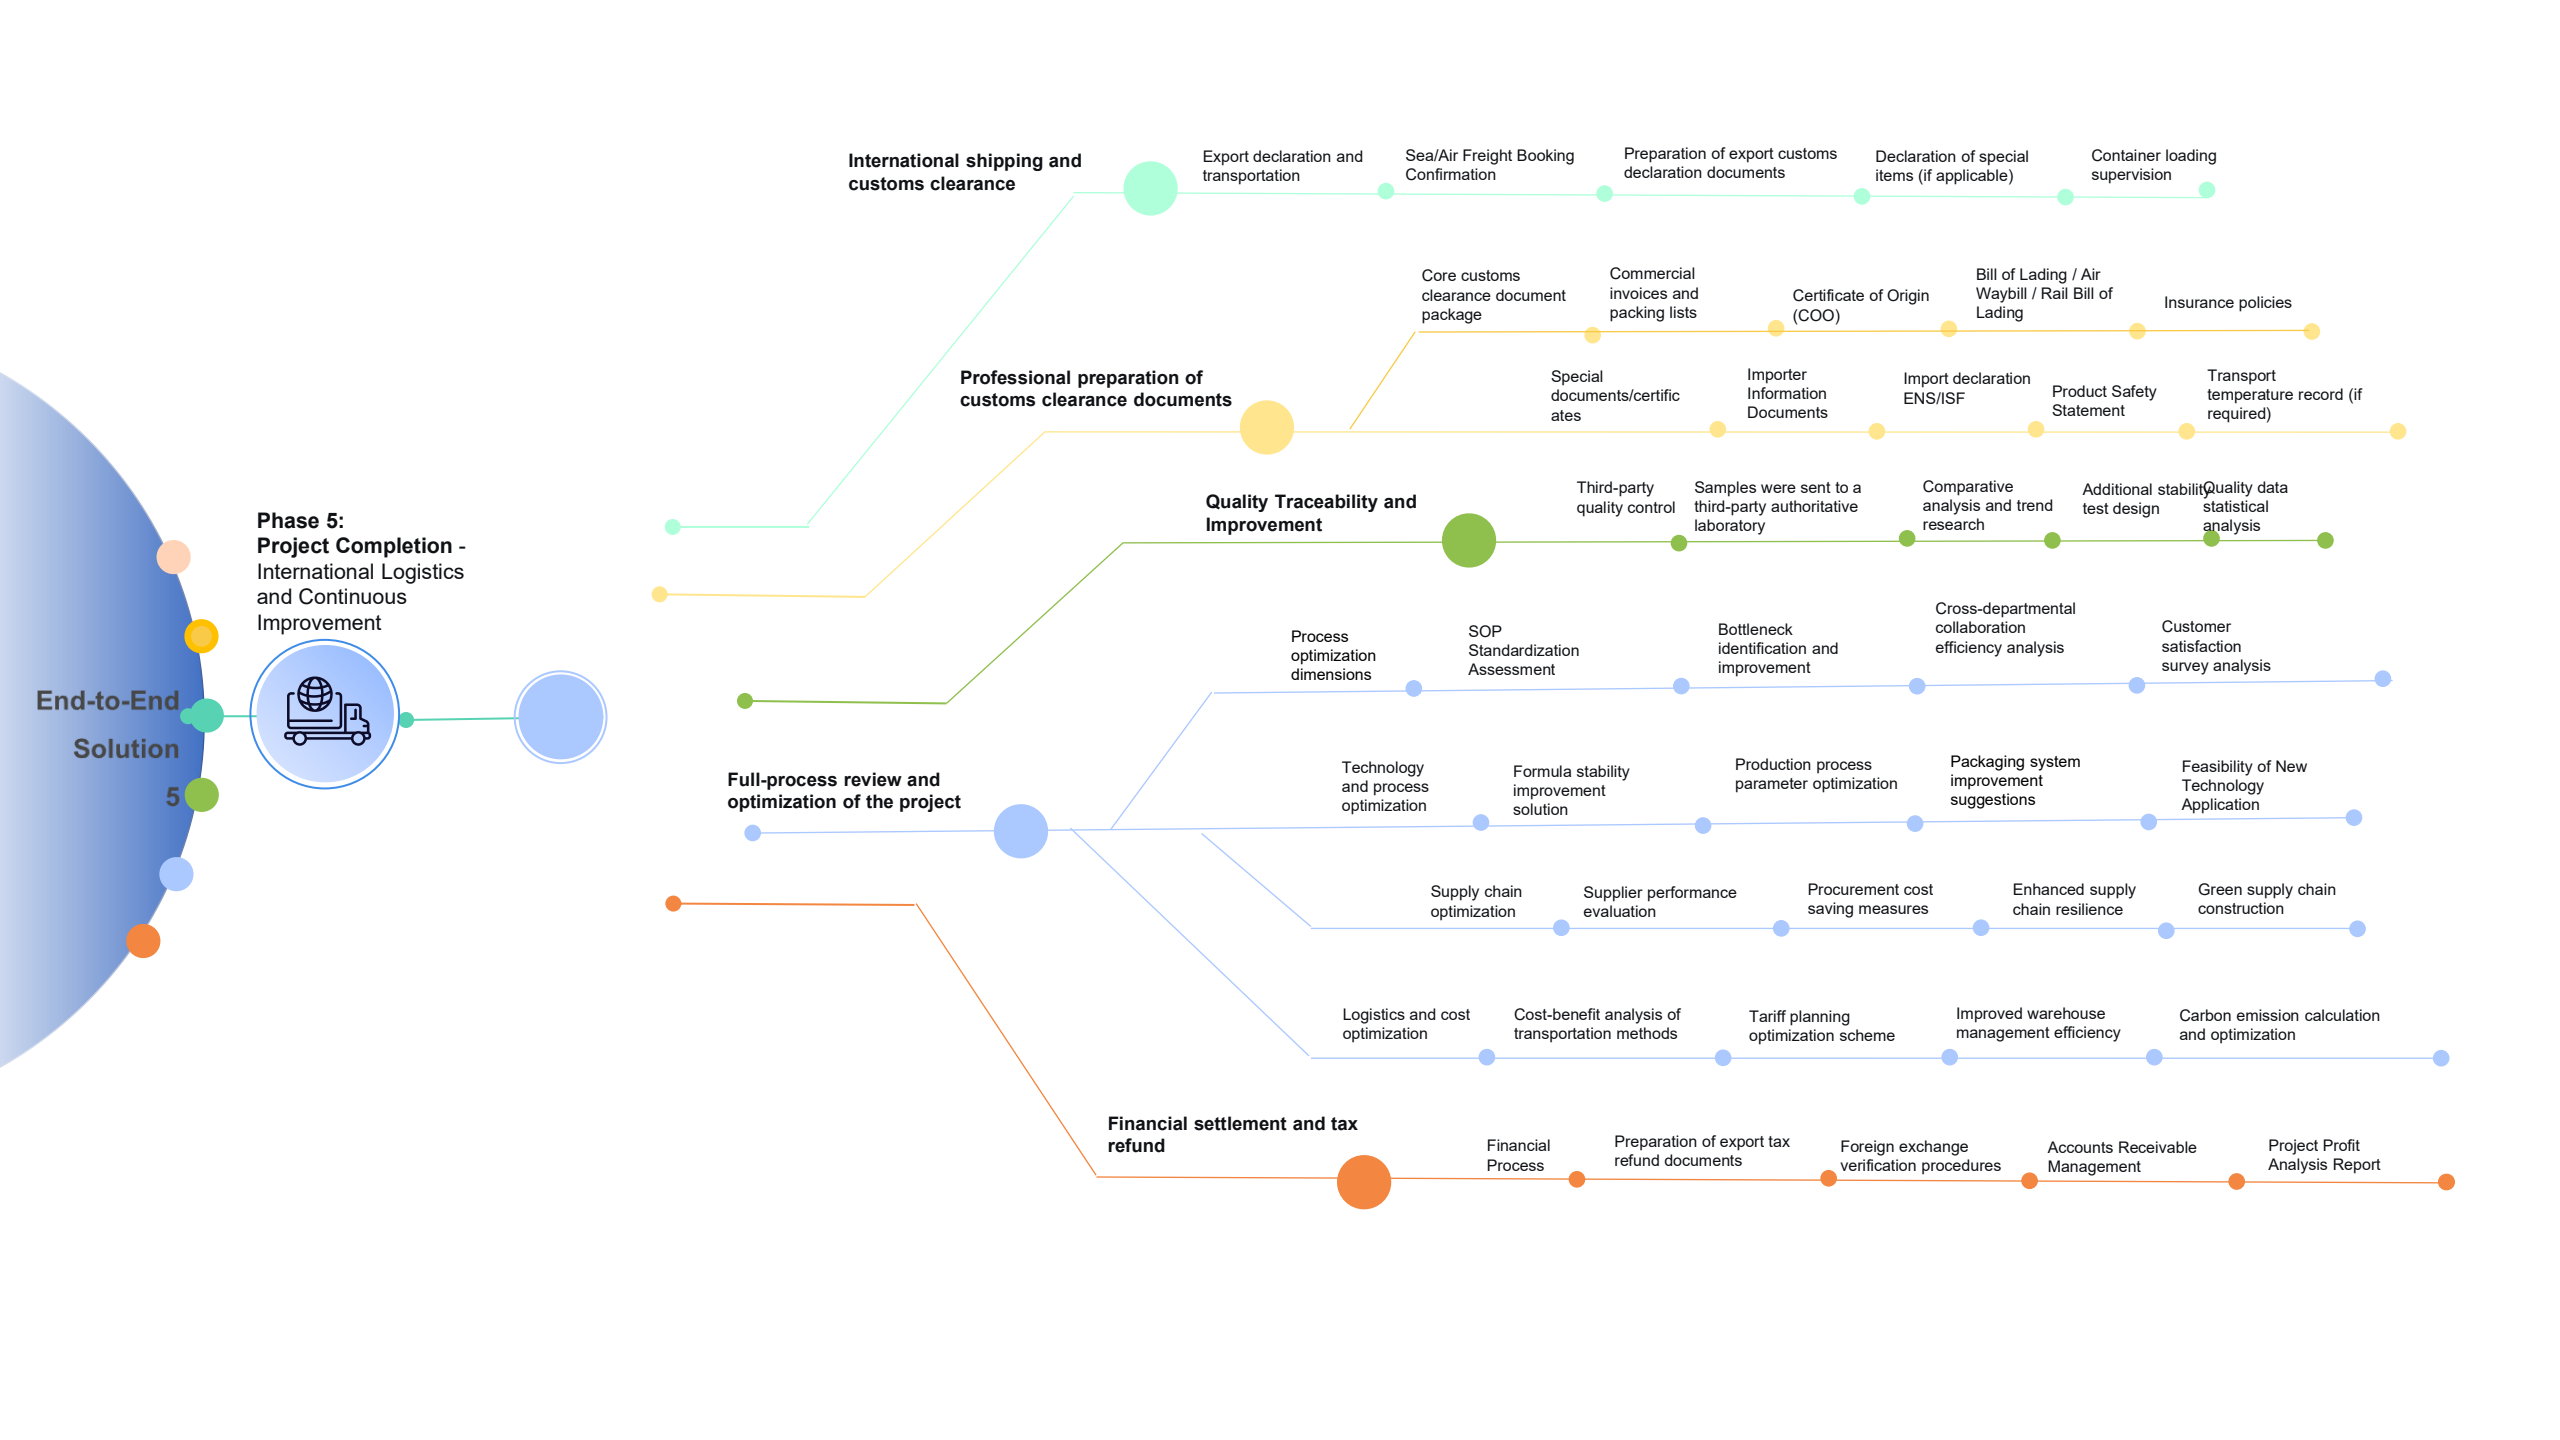 End-to-End
Solution
5
Phase 5:
Project Completion -
International Logistics
and Continuous
Improvement
International shipping and
customs clearance
Export declaration and
transportation
Sea/Air Freight Booking
Confirmation
Preparation of export customs
declaration documents
Declaration of special
items (if applicable)
Container loading
supervision
Professional preparation of
customs clearance documents
Core customs
clearance document
package
Commercial
invoices and
packing lists
Certificate of Origin
(COO)
Bill of Lading / Air
Waybill / Rail Bill of
Lading
Insurance policies
Special
documents/certific
ates
Importer
Information
Documents
Import declaration
ENS/ISF
Product Safety
Statement
Transport
temperature record (if
required)
Quality Traceability and
Improvement
Third-party
quality control
Samples were sent to a
third-party authoritative
laboratory
Comparative
analysis and trend
research
Additional stability
test design
Quality data
statistical
analysis
Full-process review and
optimization of the project
Process
optimization
dimensions
SOP
Standardization
Assessment
Bottleneck
identification and
improvement
Cross-departmental
collaboration
efficiency analysis
Customer
satisfaction
survey analysis
Technology
and process
optimization
Formula stability
improvement
solution
Production process
parameter optimization
Packaging system
improvement
suggestions
Feasibility of New
Technology
Application
Supply chain
optimization
Supplier performance
evaluation
Procurement cost
saving measures
Enhanced supply
chain resilience
Green supply chain
construction
Logistics and cost
optimization
Cost-benefit analysis of
transportation methods
Tariff planning
optimization scheme
Improved warehouse
management efficiency
Carbon emission calculation
and optimization
Financial settlement and tax
refund
Financial
Process
Preparation of export tax
refund documents
Foreign exchange
verification procedures
Accounts Receivable
Management
Project Profit
Analysis Report